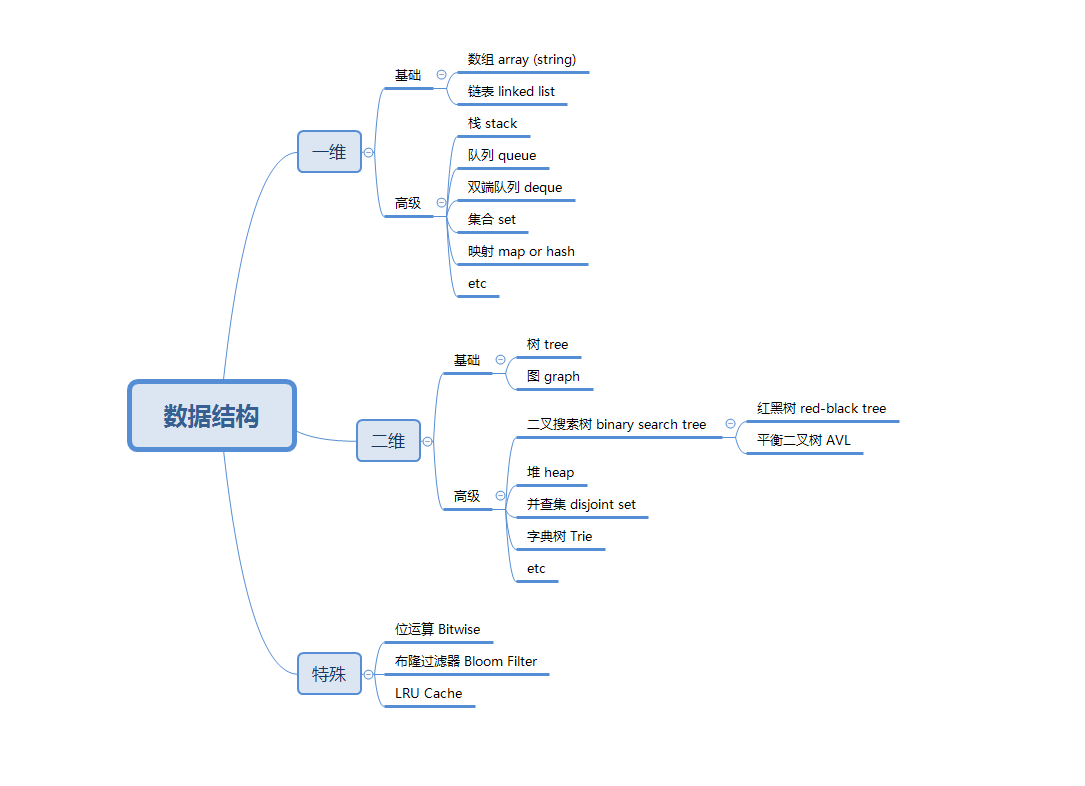 数据结构
一维
基础
数组 array (string)
链表 linked list
高级
栈 stack
队列 queue
双端队列 deque
集合 set
映射 map or hash
etc
二维
基础
树 tree
图 graph
高级
二叉搜索树 binary search tree
红黑树 red-black tree
平衡二叉树 AVL
堆 heap
并查集 disjoint set
字典树 Trie
etc
特殊
位运算 Bitwise
布隆过滤器 Bloom Filter
LRU Cache